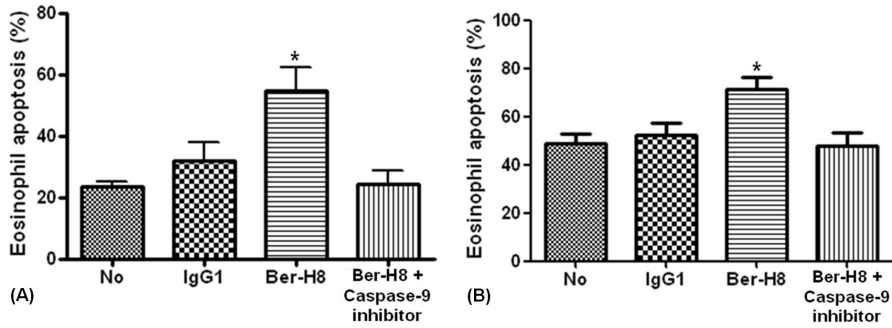 Eosinophil apoptosis (%)
80
60
40
20
0
*
No
IgG1
Ber-H8
Ber-H8 +
Caspase-9
inhibitor
(A)
Eosinophil apoptosis (%)
100
80
60
40
20
0
*
No
IgG1
Ber-H8
Ber-H8 +
Caspase-9
inhibitor
(B)